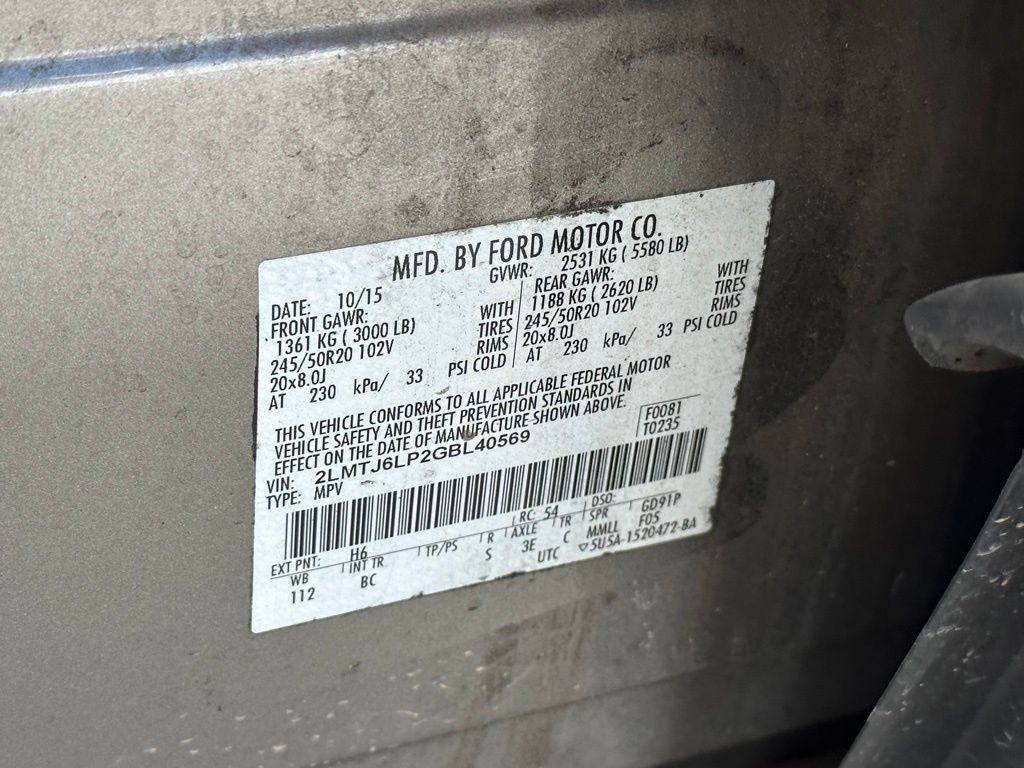 MFD. BY FORD MOTOR CO.
DATE: 10/15 GVWR: 2531 KG ( 5580 LB)
FRONT GAWR: REAR GAWR:
1361 KG ( 3000 LB) WITH 1188 KG ( 2620 LB) WITH
245/50R20 102V TIRES 245/50R20 102V TIRES
20x8.0J RIMS 20x8.0J RIMS
AT 230 kPa/ 33 PSI COLD AT 230 kPa/ 33 PSI COLD
THIS VEHICLE CONFORMS TO ALL APPLICABLE FEDERAL MOTOR
VEHICLE SAFETY AND THEFT PREVENTION STANDARDS IN
EFFECT ON THE DATE OF MANUFACTURE SHOWN ABOVE.
VIN: 2LMTJ6LP2GBL40569 F0081
TYPE: MPV T0235
EXT PNT: H6 RC: 54 DSO:
WB INT TR TP/PS R AXLE TR SPR GD91P
112 BC S 3E C MMLL F05
UTC ▽5U5A-1520472-BA